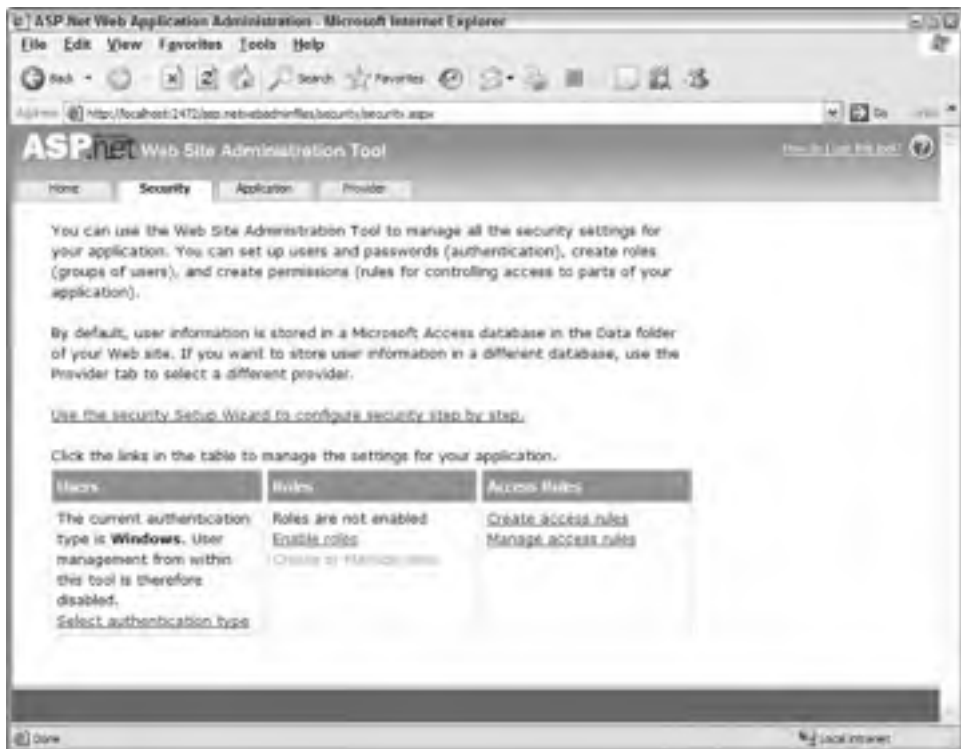 ASP.Net Web Application Administration - Microsoft Internet Explorer
File Edit View Favorites Tools Help
Back Search Favorites
Address http://localhost:2472/asp.netwebadminfiles/security/security.aspx Go Links
ASP.net Web Site Administration Tool How do I use this tool?
Home Security Application Provider
You can use the Web Site Administration Tool to manage all the security settings for
your application. You can set up users and passwords (authentication), create roles
(groups of users), and create permissions (rules for controlling access to parts of your
application).
By default, user information is stored in a Microsoft Access database in the Data folder
of your Web site. If you want to store user information in a different database, use the
Provider tab to select a different provider.
Use the security Setup Wizard to configure security step by step.
Click the links in the table to manage the settings for your application.
Users Roles Access Rules
The current authentication
type is Windows. User
management from within
this tool is therefore
disabled.
Select authentication type
Roles are not enabled
Enable roles
Create or Manage roles
Create access rules
Manage access rules
Done Local intranet